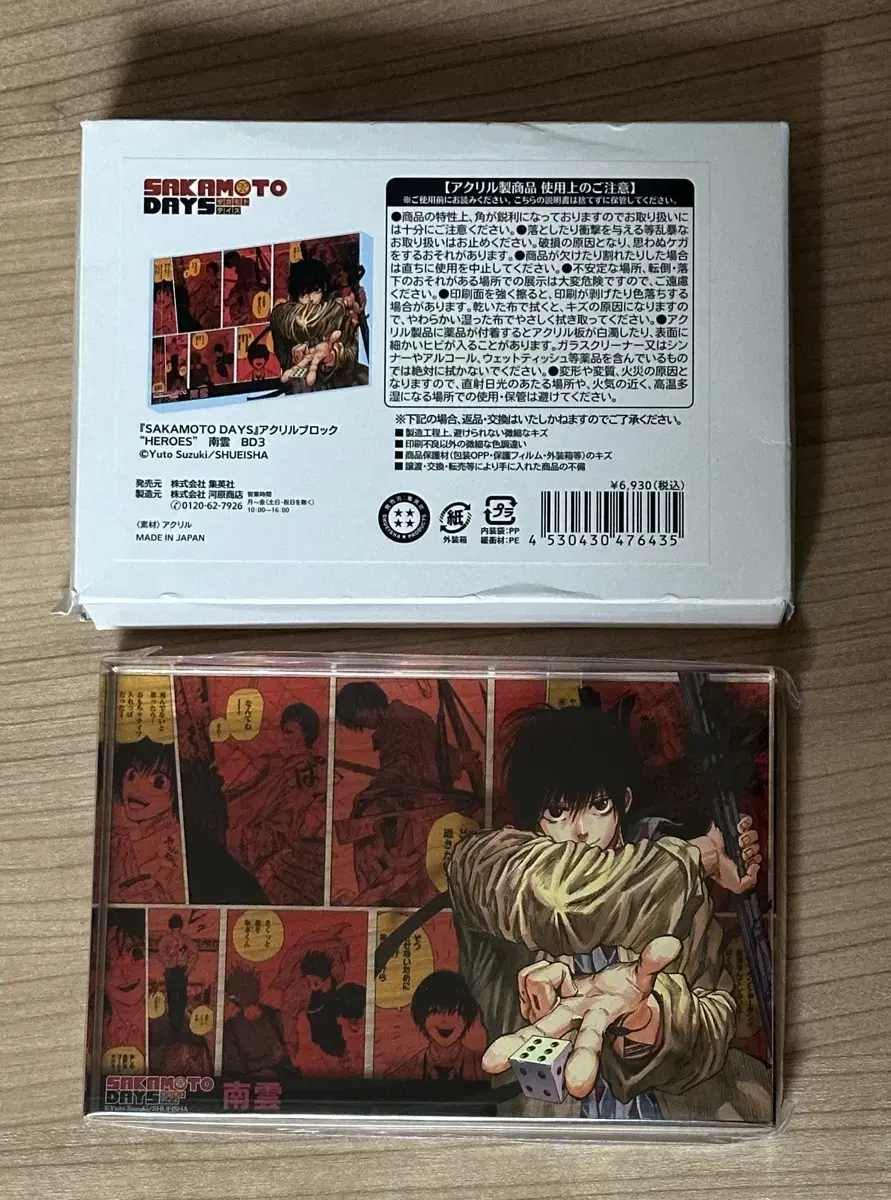 SAKAMOTO
DAYS サカモト
デイズ
【アクリル製商品 使用上のご注意】
※ご使用前にお読みください。こちらの説明書は捨てずに保管してください。
●商品の特性上、角が鋭利になっておりますのでお取り扱いに
は十分にご注意ください。●落としたり衝撃を与える等乱暴な
お取り扱いはお止めください。破損の原因となり、思わぬケガ
をするおそれがあります。●商品が欠けたり割れたりした場合
は直ちに使用を中止してください。●不安定な場所、転倒・落
下のおそれがある場所での展示は大変危険ですので、ご遠慮
ください。●印刷面を強く擦ると、印刷が剥げたり色落ちする
場合があります。乾いた布で拭くと、キズの原因になりますの
で、やわらかい湿った布でやさしく拭き取ってください。●アク
リル製品に薬品が付着するとアクリル板が白濁したり、表面に
細かいヒビが入ることがあります。ガラスクリーナー又はシン
ナーやアルコール、ウェットティッシュ等薬品を含んでいるもの
では絶対に拭かないでください。●変形や変質、火災の原因と
なりますので、直射日光のあたる場所や、火気の近く、高温多
湿になる場所での使用・保管は避けてください。
※下記の場合、返品・交換はいたしかねますのでご了承ください。
■製造工程上、避けられない微細なキズ
■印刷不良以外の微細な色調違い
■商品保護材(包装OPP・保護フィルム・外装箱等)のキズ
■譲渡・交換・転売等により手に入れた商品の不備
『SAKAMOTO DAYS』アクリルブロック
"HEROES" 南雲 BD3
©Yuto Suzuki/SHUEISHA
発売元 株式会社 集英社
製造元 株式会社 河原商店
0120-62-7926
営業時間
月〜金(土日・祝日を除く)
10:00〜16:00
〈素材〉アクリル
MADE IN JAPAN
紙
外装箱
プラ
内装袋:PP
緩衝材:PE
¥6,930(税込)
4 530430 476435
なんてね
SAKAMOTO
DAYS
©Yuto Suzuki/SHUEISHA
南雲